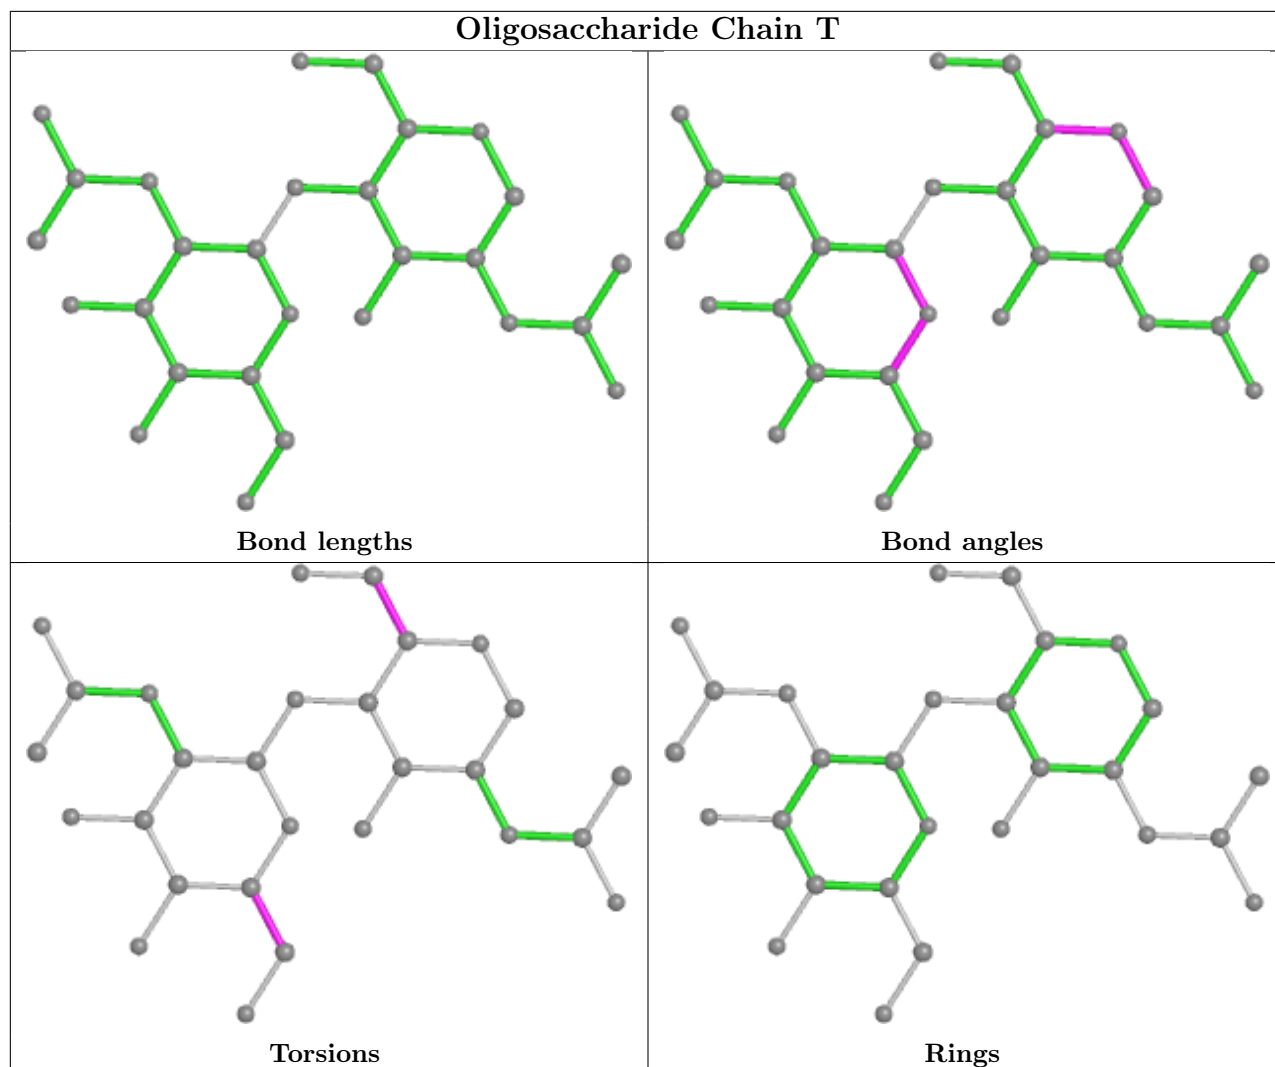 Oligosaccharide Chain T
Bond lengths
Bond angles
Torsions
Rings